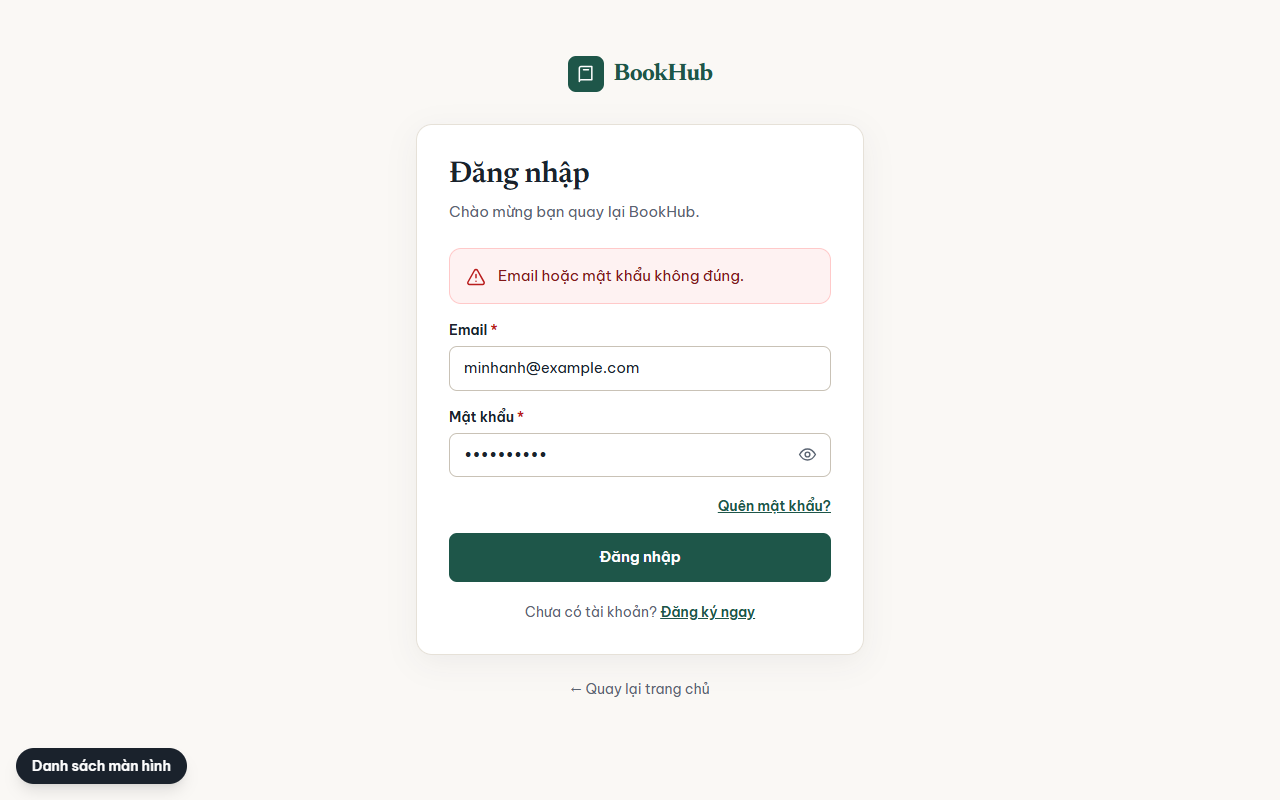 BookHub
Đăng nhập
Chào mừng bạn quay lại BookHub.
Email hoặc mật khẩu không đúng.
Email *
minhanh@example.com
Mật khẩu *
••••••••••
Quên mật khẩu?
Đăng nhập
Chưa có tài khoản? Đăng ký ngay
← Quay lại trang chủ
Danh sách màn hình